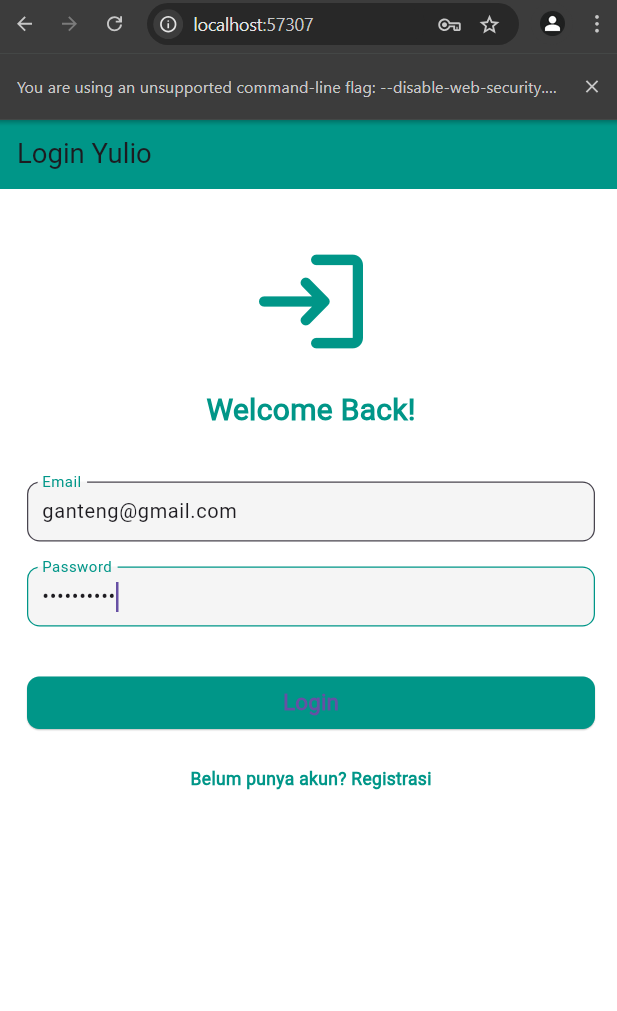 localhost:57307
You are using an unsupported command-line flag: --disable-web-security....
Login Yulio
Welcome Back!
Email
ganteng@gmail.com
Password
••••••••••
Login
Belum punya akun? Registrasi